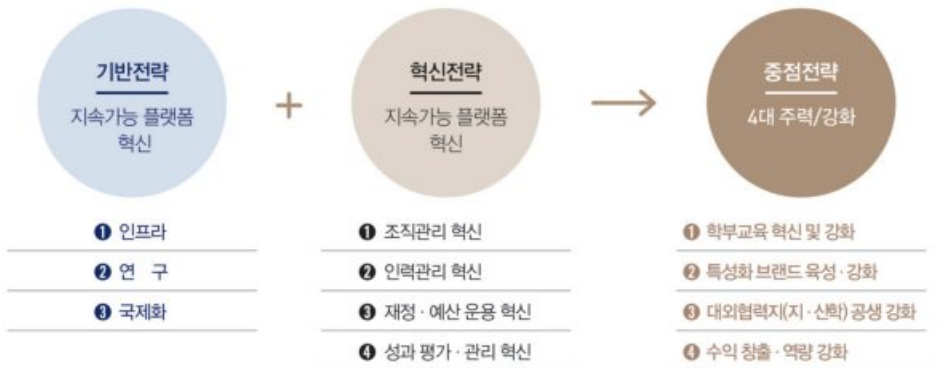 기반전략
지속가능 플랫폼
혁신
+
혁신전략
지속가능 플랫폼
혁신
→
중점전략
4대 주력/강화
❶ 인프라
❷ 연 구
❸ 국제화
❶ 조직관리 혁신
❷ 인력관리 혁신
❸ 재정·예산 운용 혁신
❹ 성과 평가·관리 혁신
❶ 학부교육 혁신 및 강화
❷ 특성화 브랜드 육성·강화
❸ 대외협력지(지·산학) 공생 강화
❹ 수익 창출·역량 강화